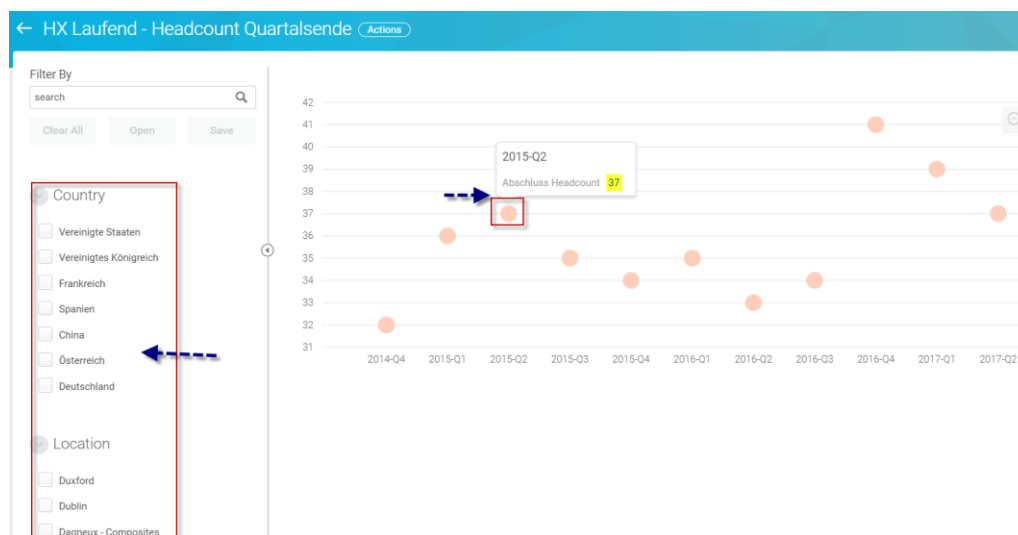 HX Laufend - Headcount Quartalsende Actions
Filter By
search
Clear All Open Save
Country
Vereinigte Staaten
Vereinigtes Königreich
Frankreich
Spanien
China
Österreich
Deutschland
Location
Duxford
Dublin
Dagneux - Composites
42
41
40
39
38
37
36
35
34
33
32
31
2015-Q2
Abschluss Headcount 37
2014-Q4 2015-Q1 2015-Q2 2015-Q3 2015-Q4 2016-Q1 2016-Q2 2016-Q3 2016-Q4 2017-Q1 2017-Q2